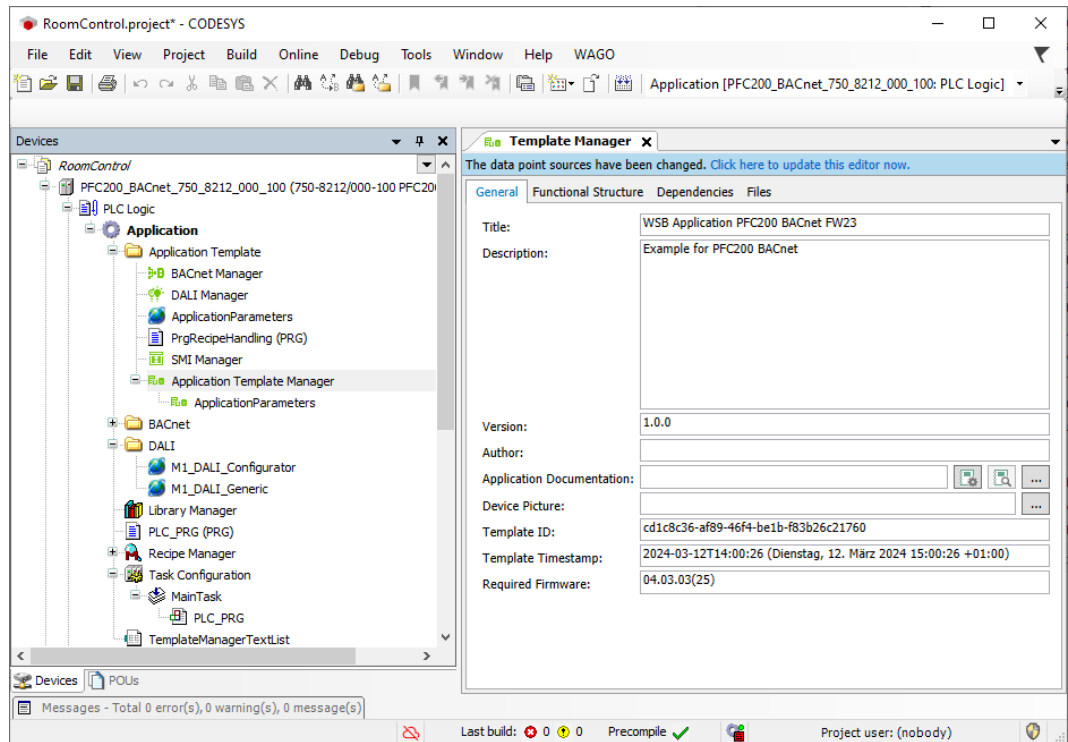 RoomControl.project* - CODESYS
File Edit View Project Build Online Debug Tools Window Help WAGO
Application [PFC200_BACnet_750_8212_000_100: PLC Logic]
Devices
RoomControl
PFC200_BACnet_750_8212_000_100 (750-8212/000-100 PFC20
PLC Logic
Application
Application Template
BACnet Manager
DALI Manager
ApplicationParameters
PrgRecipeHandling (PRG)
SMI Manager
Application Template Manager
ApplicationParameters
BACnet
DALI
M1_DALI_Configurator
M1_DALI_Generic
Library Manager
PLC_PRG (PRG)
Recipe Manager
Task Configuration
MainTask
PLC_PRG
TemplateManagerTextList
Devices POUs
Template Manager
The data point sources have been changed. Click here to update this editor now.
General Functional Structure Dependencies Files
Title: WSB Application PFC200 BACnet FW23
Description: Example for PFC200 BACnet
Version: 1.0.0
Author:
Application Documentation: ...
Device Picture: ...
Template ID: cd1c8c36-af89-46f4-be1b-f83b26c21760
Template Timestamp: 2024-03-12T14:00:26 (Dienstag, 12. März 2024 15:00:26 +01:00)
Required Firmware: 04.03.03(25)
Messages - Total 0 error(s), 0 warning(s), 0 message(s)
Last build: 0 0 Precompile Project user: (nobody)